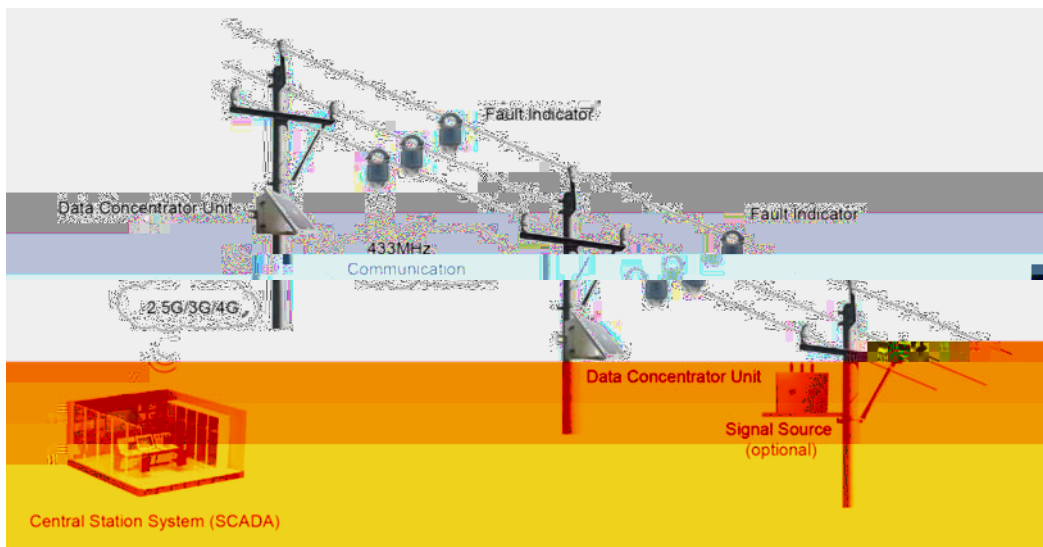 Fault Indicator
Data Concentrator Unit
Fault Indicator
433MHz
Communication
2.5G/3G/4G
Data Concentrator Unit
Signal Source
(optional)
Central Station System (SCADA)